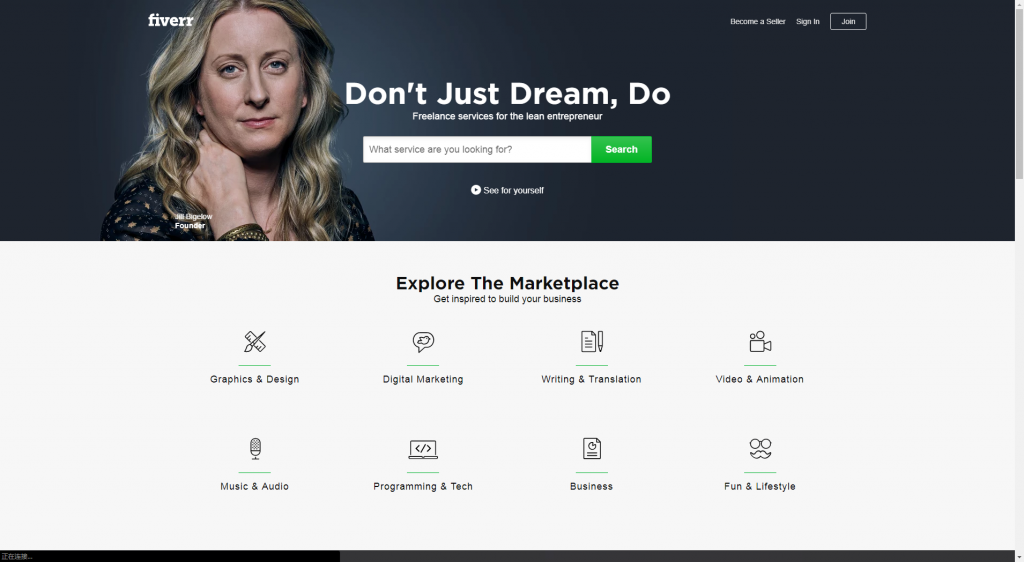 fiverr
Become a Seller Sign In Join
Don't Just Dream, Do
Freelance services for the lean entrepreneur
What service are you looking for? Search
See for yourself
Jill Bigelow
Founder
Explore The Marketplace
Get inspired to build your business
Graphics & Design Digital Marketing Writing & Translation Video & Animation
Music & Audio Programming & Tech Business Fun & Lifestyle
正在连接...